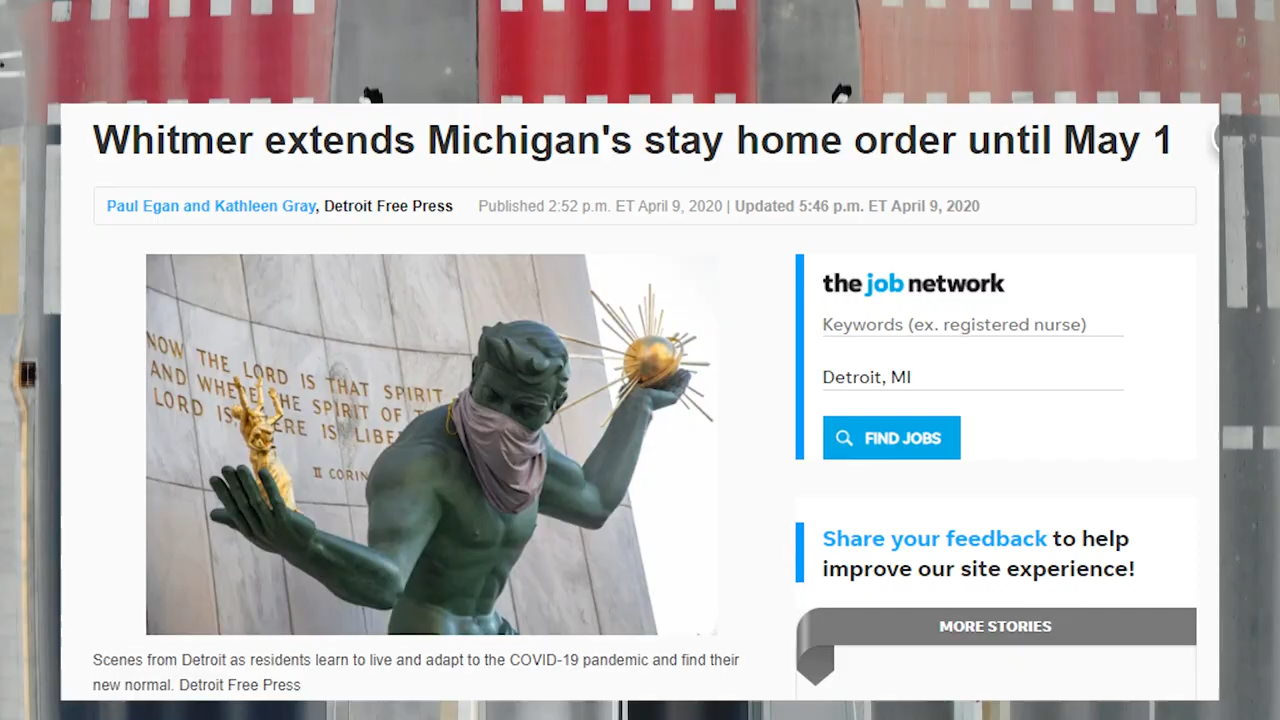 Whitmer extends Michigan's stay home order until May 1
Paul Egan and Kathleen Gray, Detroit Free Press Published 2:52 p.m. ET April 9, 2020 | Updated 5:46 p.m. ET April 9, 2020
NOW THE LORD IS THAT SPIRIT
AND WHERE THE SPIRIT OF
LORD IS
II CORIN
the job network
Keywords (ex. registered nurse)
Detroit, MI
FIND JOBS
Share your feedback to help
improve our site experience!
MORE STORIES
Scenes from Detroit as residents learn to live and adapt to the COVID-19 pandemic and find their
new normal. Detroit Free Press